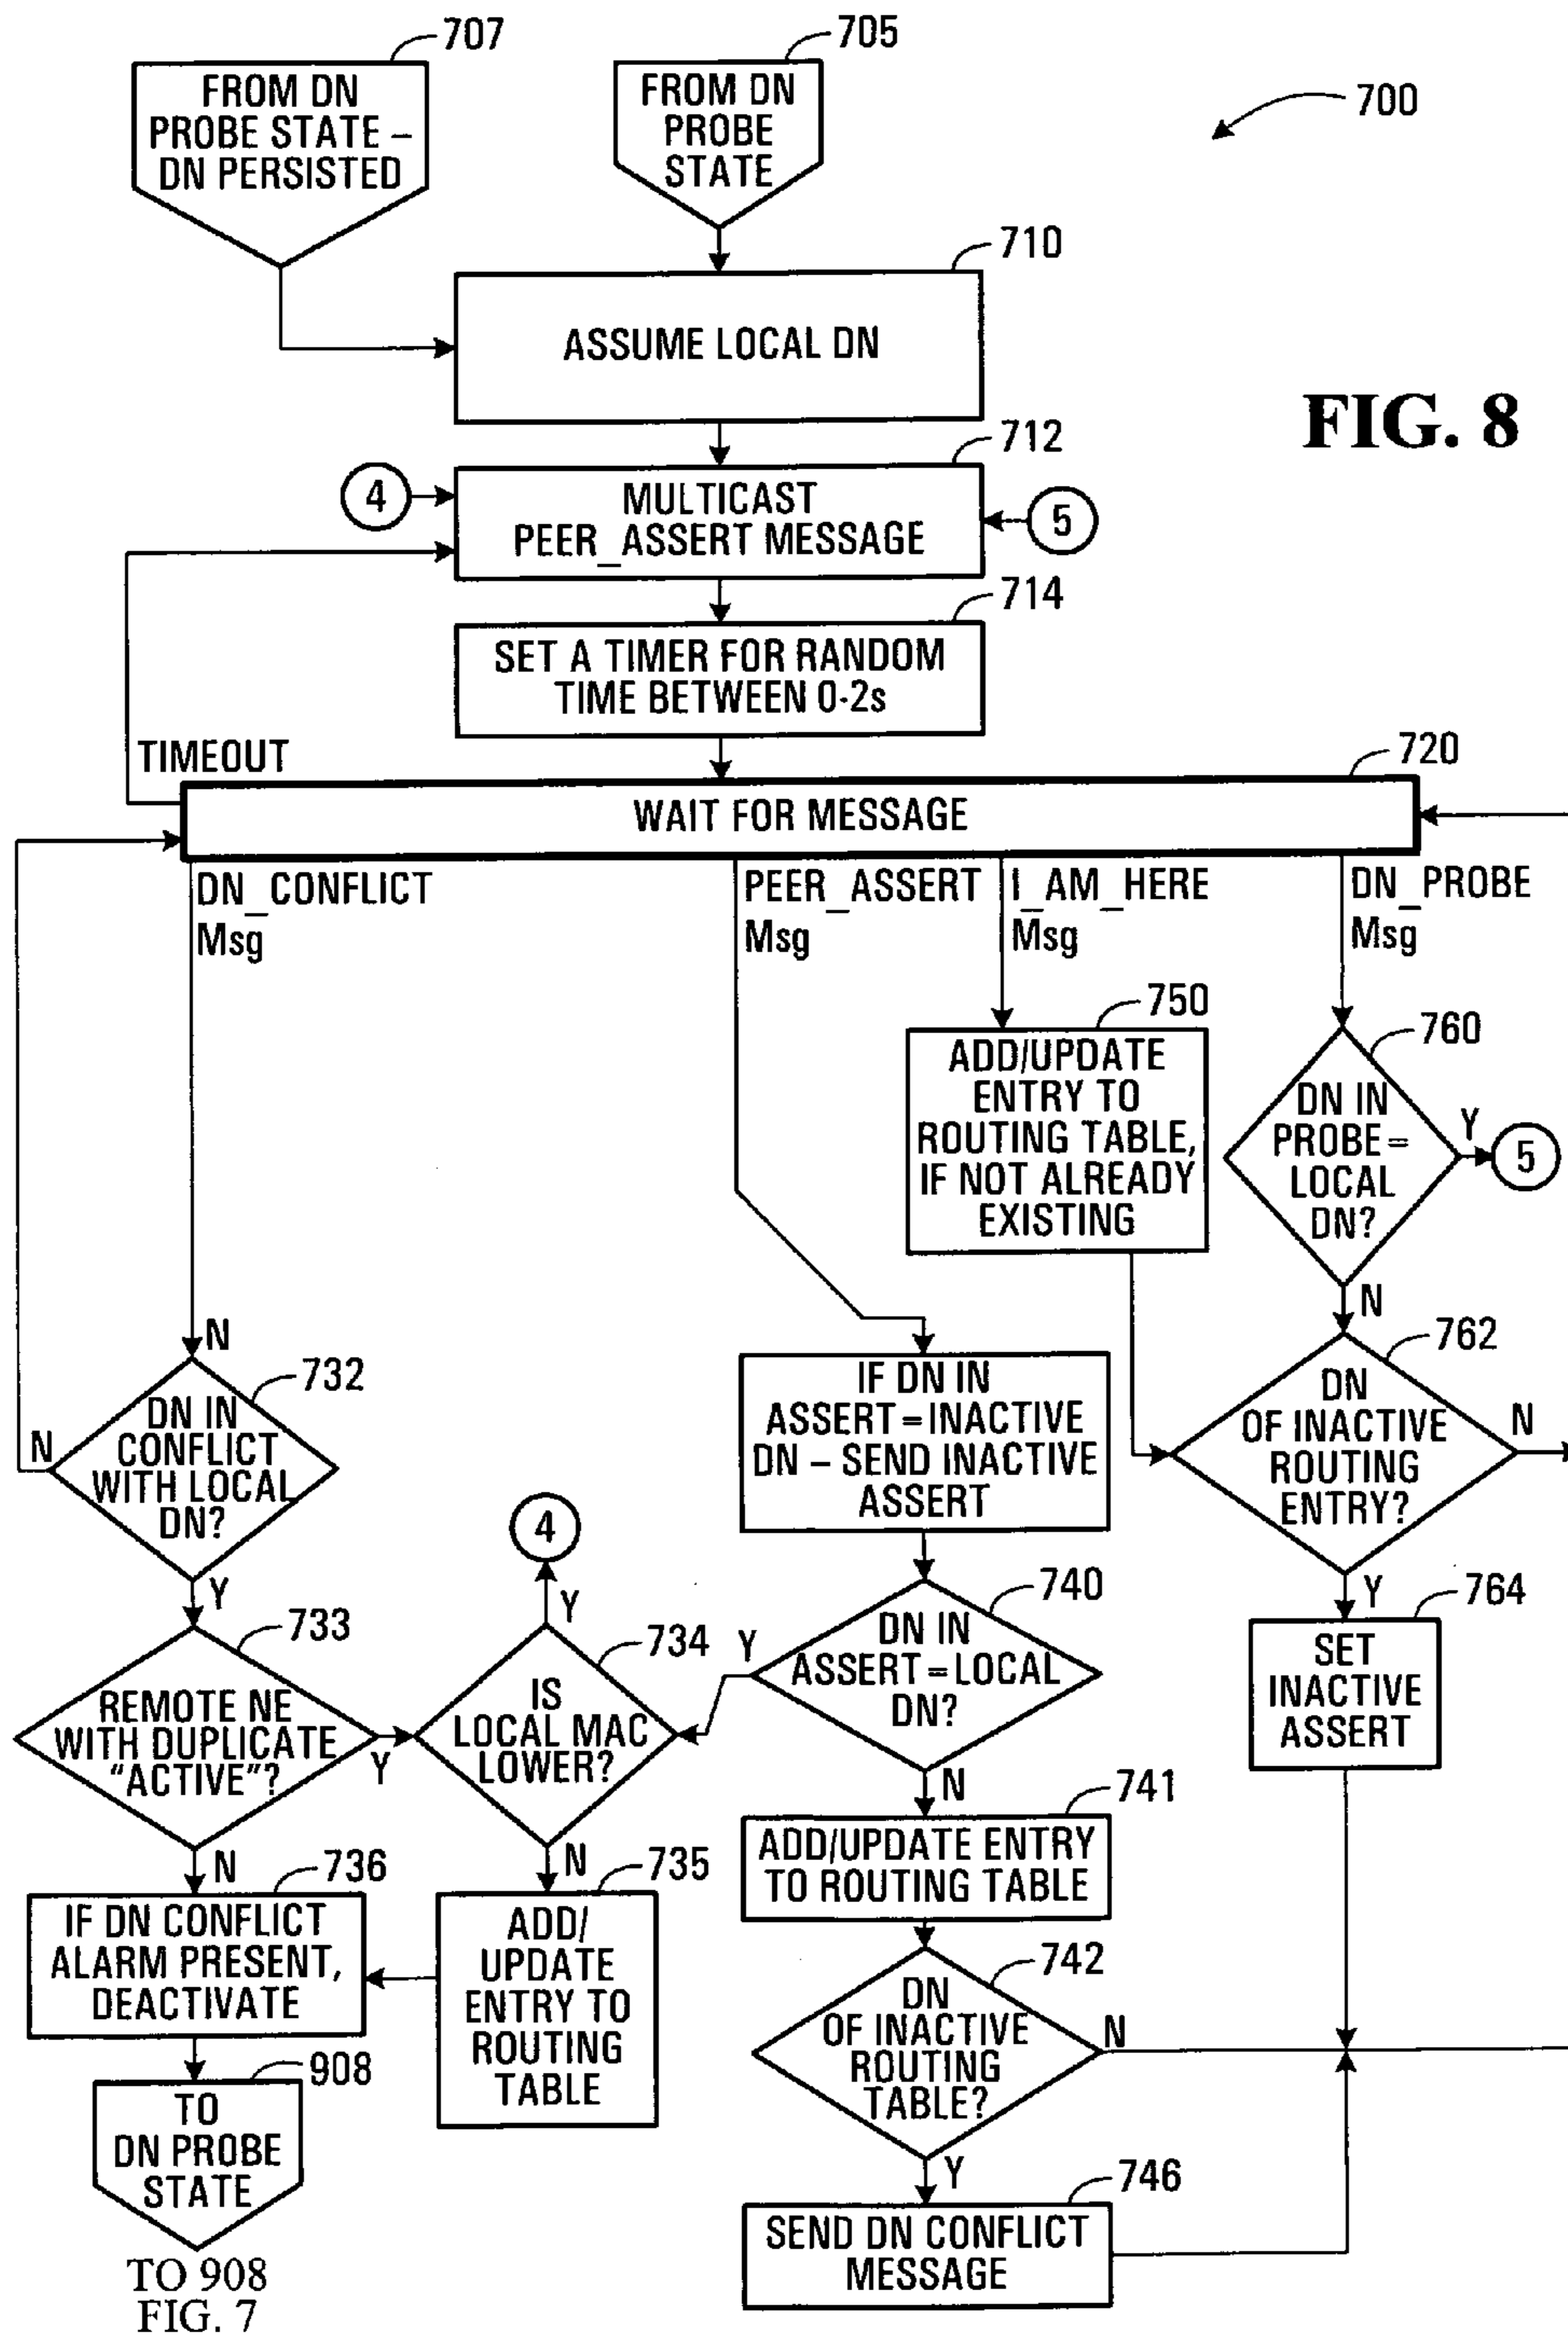 707
FROM DN
PROBE STATE –
DN PERSISTED
705
FROM DN
PROBE
STATE
700
710
ASSUME LOCAL DN
FIG. 8
712
4
MULTICAST
PEER_ASSERT MESSAGE
5
714
SET A TIMER FOR RANDOM
TIME BETWEEN 0-2s
TIMEOUT
720
WAIT FOR MESSAGE
DN_CONFLICT
Msg
PEER_ASSERT
Msg
I_AM_HERE
Msg
DN_PROBE
Msg
750
ADD/UPDATE
ENTRY TO
ROUTING TABLE,
IF NOT ALREADY
EXISTING
760
DN IN
PROBE=
LOCAL
DN?
Y
5
N
N
732
DN IN
CONFLICT
WITH LOCAL
DN?
N
Y
IF DN IN
ASSERT=INACTIVE
DN – SEND INACTIVE
ASSERT
762
DN
OF INACTIVE
ROUTING
ENTRY?
N
Y
4
Y
733
REMOTE NE
WITH DUPLICATE
“ACTIVE”?
Y
N
734
IS
LOCAL MAC
LOWER?
N
740
DN IN
ASSERT=LOCAL
DN?
Y
N
764
SET
INACTIVE
ASSERT
736
IF DN CONFLICT
ALARM PRESENT,
DEACTIVATE
735
ADD/
UPDATE
ENTRY TO
ROUTING
TABLE
741
ADD/UPDATE ENTRY
TO ROUTING TABLE
742
DN
OF INACTIVE
ROUTING
TABLE?
N
Y
908
TO
DN PROBE
STATE
TO 908
FIG. 7
746
SEND DN CONFLICT
MESSAGE